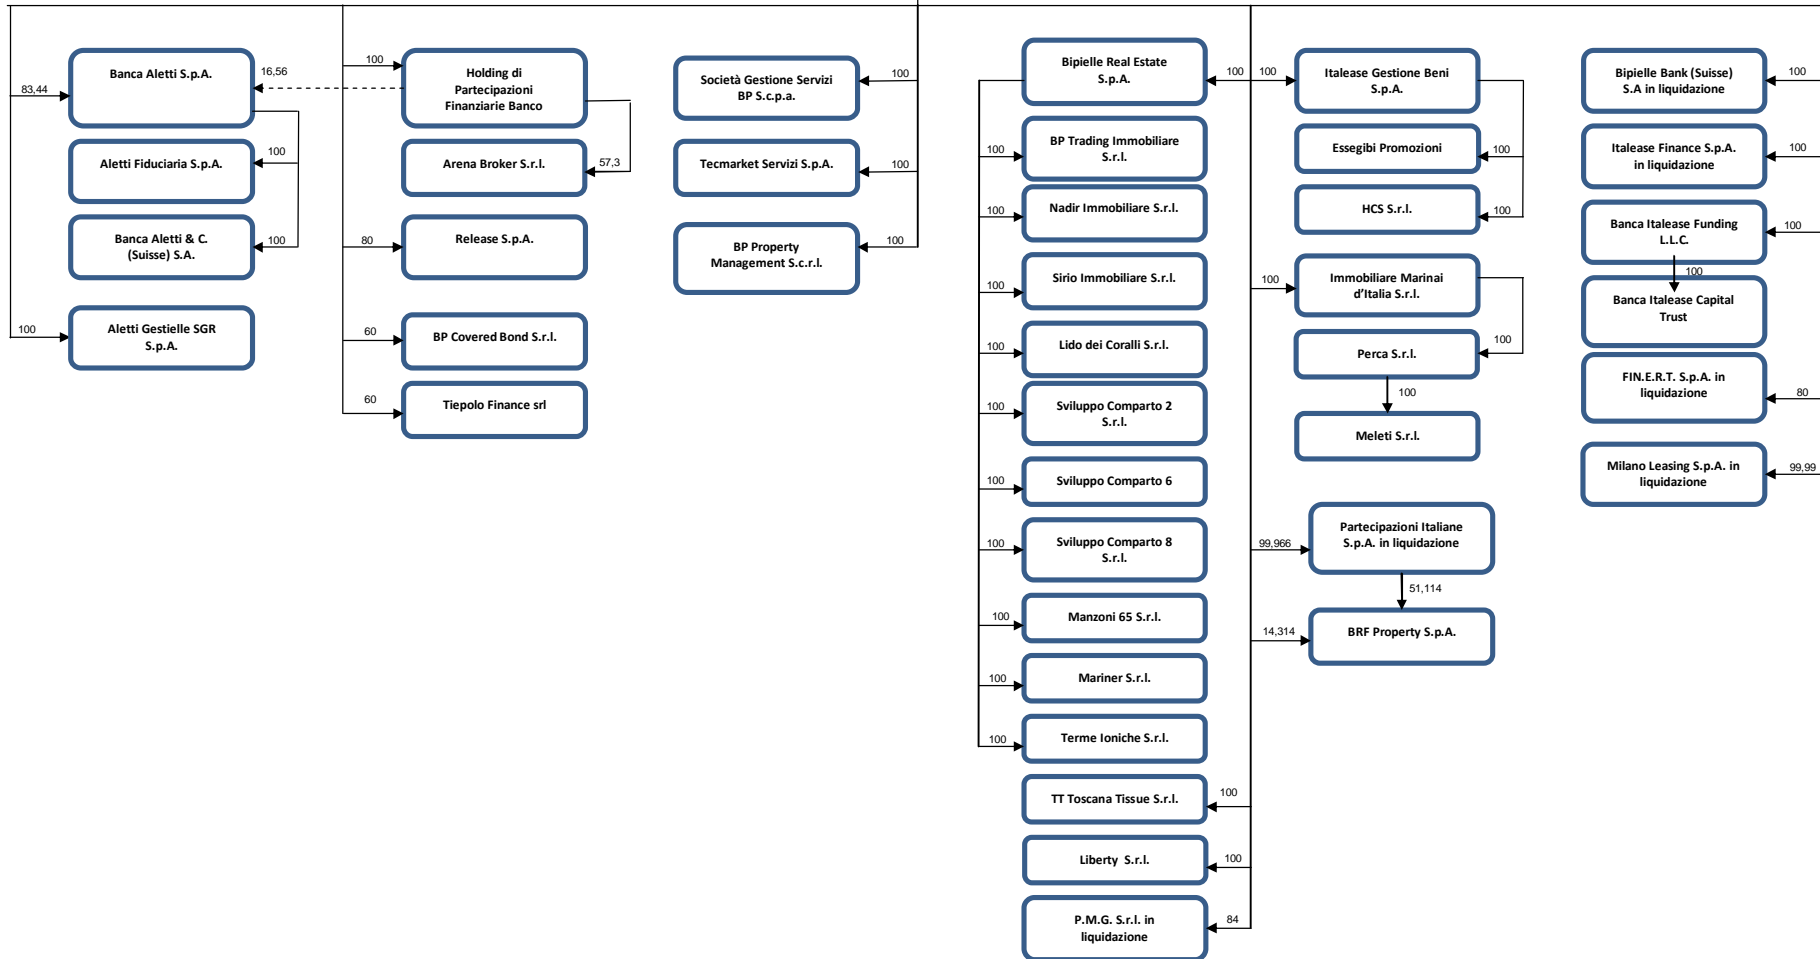 83,44
Banca Aletti S.p.A.
16,56
100
Aletti Fiduciaria S.p.A.
100
Banca Aletti & C.
(Suisse) S.A.
100
Aletti Gestielle SGR
S.p.A.
100
Holding di
Partecipazioni
Finanziarie Banco
Arena Broker S.r.l.
57,3
80
Release S.p.A.
60
BP Covered Bond S.r.l.
60
Tiepolo Finance srl
Società Gestione Servizi
BP S.c.p.a.
100
Tecmarket Servizi S.p.A.
100
BP Property
Management S.c.r.l.
100
Bipielle Real Estate
S.p.A.
100
100
BP Trading Immobiliare
S.r.l.
100
Nadir Immobiliare S.r.l.
100
Sirio Immobiliare S.r.l.
100
Lido dei Coralli S.r.l.
100
Sviluppo Comparto 2
S.r.l.
100
Sviluppo Comparto 6
100
Sviluppo Comparto 8
S.r.l.
100
Manzoni 65 S.r.l.
100
Mariner S.r.l.
100
Terme Ioniche S.r.l.
TT Toscana Tissue S.r.l.
100
Liberty S.r.l.
100
P.M.G. S.r.l. in
liquidazione
84
100
Italease Gestione Beni
S.p.A.
Essegibi Promozioni
100
HCS S.r.l.
100
100
Immobiliare Marinai
d'Italia S.r.l.
Perca S.r.l.
100
100
Meleti S.r.l.
99,966
Partecipazioni Italiane
S.p.A. in liquidazione
51,114
14,314
BRF Property S.p.A.
Bipielle Bank (Suisse)
S.A in liquidazione
100
Italease Finance S.p.A.
in liquidazione
100
Banca Italease Funding
L.L.C.
100
100
Banca Italease Capital
Trust
FIN.E.R.T. S.p.A. in
liquidazione
80
Milano Leasing S.p.A. in
liquidazione
99,99